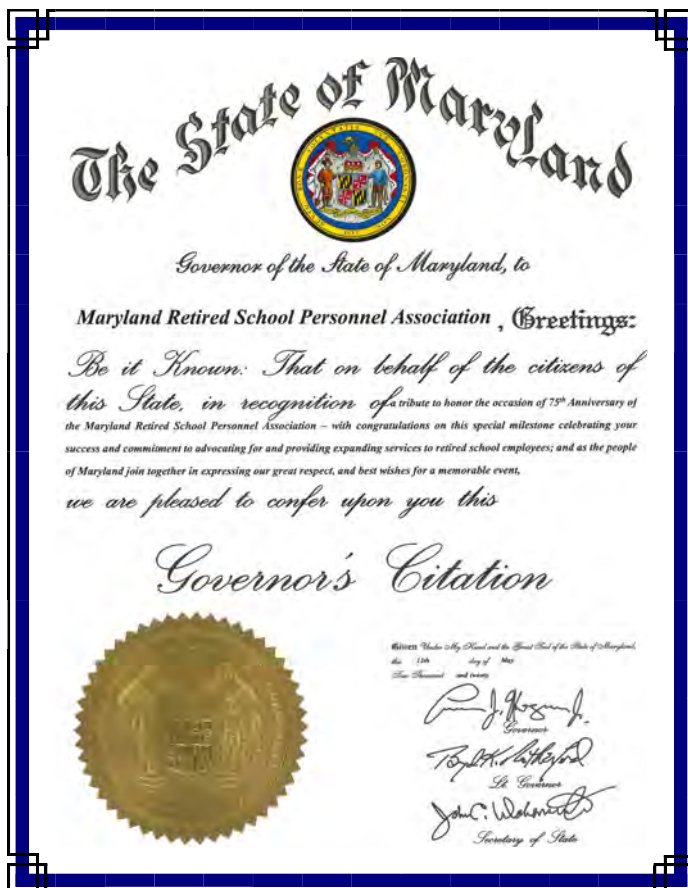 The State of Maryland
Governor of the State of Maryland, to
Maryland Retired School Personnel Association , Greetings:
Be it Known: That on behalf of the citizens of
this State, in recognition of a tribute to honor the occasion of 75th Anniversary of
the Maryland Retired School Personnel Association – with congratulations on this special milestone celebrating your
success and commitment to advocating for and providing expanding services to retired school employees; and as the people
of Maryland join together in expressing our great respect, and best wishes for a memorable event,
we are pleased to confer upon you this
Governor's Citation
Given Under My Hand and the Great Seal of the State of Maryland,
this 13th day of May
Two Thousand and twenty
Governor
Boyd K. Rutherford
Lt. Governor
John C. Wobensmith
Secretary of State